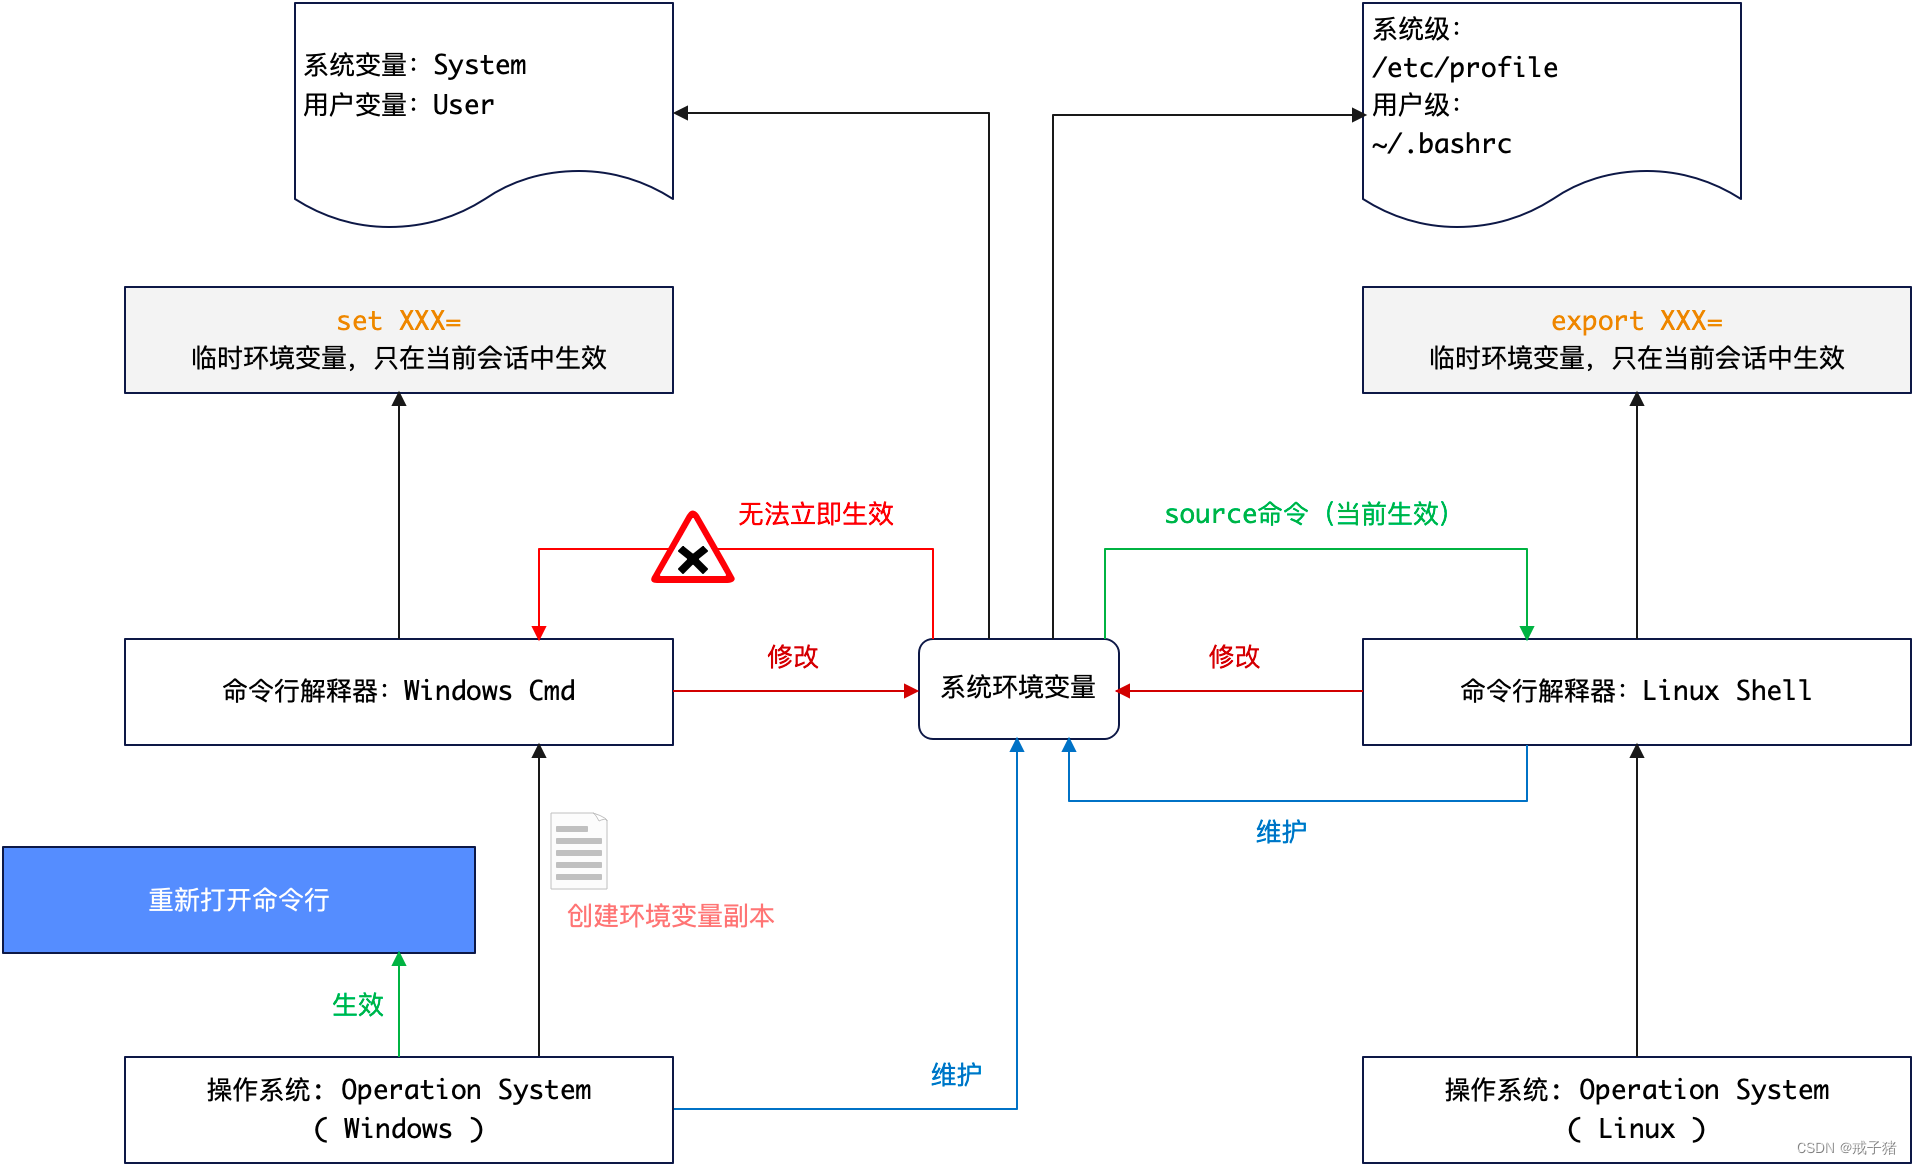 系统变量：System
用户变量：User
系统级：
/etc/profile
用户级：
~/.bashrc
set XXX=
临时环境变量，只在当前会话中生效
export XXX=
临时环境变量，只在当前会话中生效
无法立即生效
source命令（当前生效）
修改
修改
命令行解释器：Windows Cmd
系统环境变量
命令行解释器：Linux Shell
维护
重新打开命令行
创建环境变量副本
生效
维护
操作系统：Operation System
( Windows )
操作系统：Operation System
( Linux )
CSDN @戒子猪